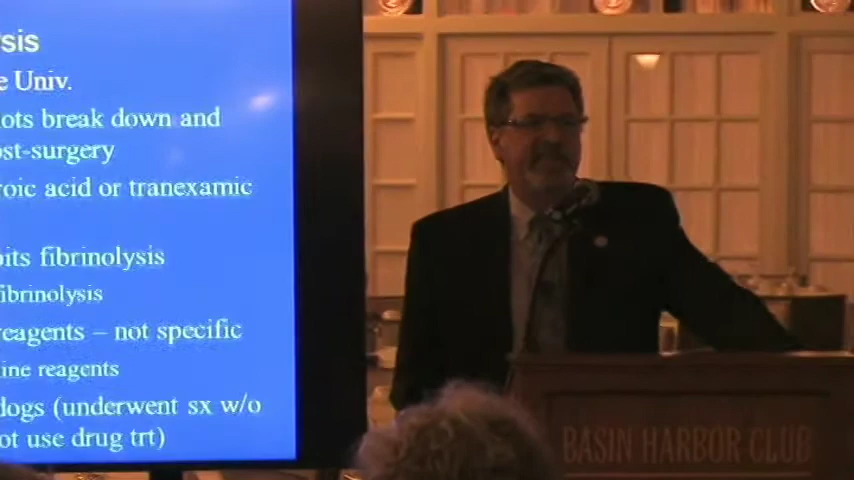 sis
e Univ.
ots break down and
ost-surgery
roic acid or tranexamic
bits fibrinolysis
fibrinolysis
reagents – not specific
ine reagents
dogs (underwent sx w/o
ot use drug trt)
BASIN HARBOR CLUB